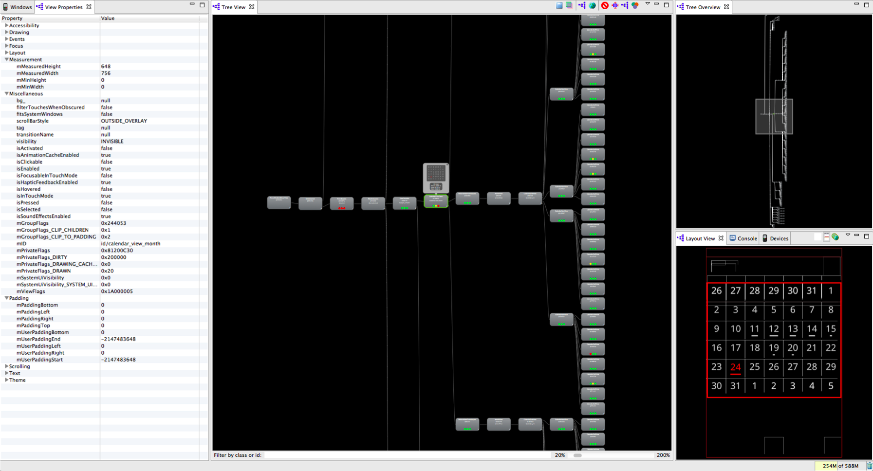 Windows View Properties
Property Value
Accessibility
Drawing
Events
Focus
Layout
Measurement
mMeasuredHeight 648
mMeasuredWidth 756
mMinHeight 0
mMinWidth 0
Miscellaneous
bg_ null
filterTouchesWhenObscured false
fitsSystemWindows false
scrollBarStyle OUTSIDE_OVERLAY
tag null
transitionName null
visibility INVISIBLE
isActivated false
isAnimationCacheEnabled true
isClickable false
isEnabled true
isFocusableInTouchMode false
isHapticFeedbackEnabled true
isHovered false
isInTouchMode true
isPressed false
isSelected false
isSoundEffectsEnabled true
mGroupFlags 0x244053
mGroupFlags_CLIP_CHILDREN 0x1
mGroupFlags_CLIP_TO_PADDING 0x2
mID id/calendar_view_month
mPrivateFlags 0x81200C30
mPrivateFlags_DIRTY 0x200000
mPrivateFlags_DRAWING_CACH... 0x0
mPrivateFlags_DRAWN 0x20
mSystemUiVisibility 0x0
mSystemUiVisibility_SYSTEM_UI... 0x0
mViewFlags 0x1A000005
Padding
mPaddingBottom 0
mPaddingLeft 0
mPaddingRight 0
mPaddingTop 0
mUserPaddingBottom 0
mUserPaddingEnd -2147483648
mUserPaddingLeft 0
mUserPaddingRight 0
mUserPaddingStart -2147483648
Scrolling
Text
Theme
Tree View
Filter by class or id:
20% 200%
Tree Overview
Layout View Console Devices
26 27 28 29 30 31 1
2 3 4 5 6 7 8
9 10 11 12 13 14 15
16 17 18 19 20 21 22
23 24 25 26 27 28 29
30 31 1 2 3 4 5
254M of 588M